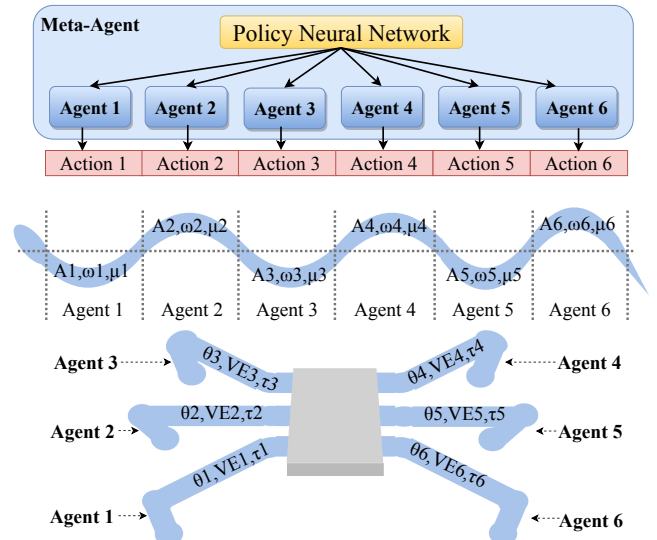 Meta-Agent
Policy Neural Network
Agent 1 Agent 2 Agent 3 Agent 4 Agent 5 Agent 6
Action 1 Action 2 Action 3 Action 4 Action 5 Action 6
A2,ω2,μ2 A4,ω4,μ4 A6,ω6,μ6
A1,ω1,μ1 A3,ω3,μ3 A5,ω5,μ5
Agent 1 Agent 2 Agent 3 Agent 4 Agent 5 Agent 6
Agent 3 θ3,VE3,τ3 θ4,VE4,τ4 Agent 4
Agent 2 θ2,VE2,τ2 θ5,VE5,τ5 Agent 5
Agent 1 θ1,VE1,τ1 θ6,VE6,τ6 Agent 6